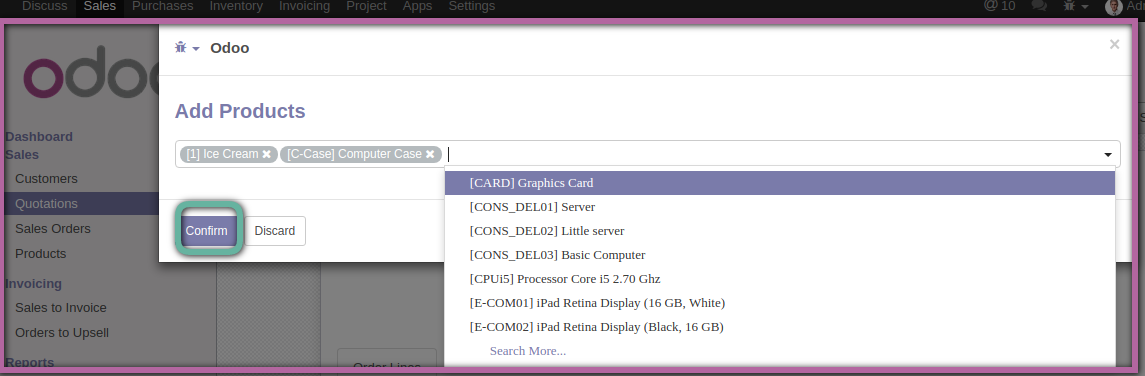 Discuss Sales Purchases Inventory Invoicing Project Apps Settings @ 10
Odoo ×
odoo
Add Products
Dashboard
Sales
[1] Ice Cream ✖ [C-Case] Computer Case ✖
Customers
[CARD] Graphics Card
Quotations
[CONS_DEL01] Server
Sales Orders
Confirm Discard
[CONS_DEL02] Little server
Products
[CONS_DEL03] Basic Computer
Invoicing
[CPUi5] Processor Core i5 2.70 Ghz
Sales to Invoice
[E-COM01] iPad Retina Display (16 GB, White)
Orders to Upsell
[E-COM02] iPad Retina Display (Black, 16 GB)
Search More...
Reports
Order Lines